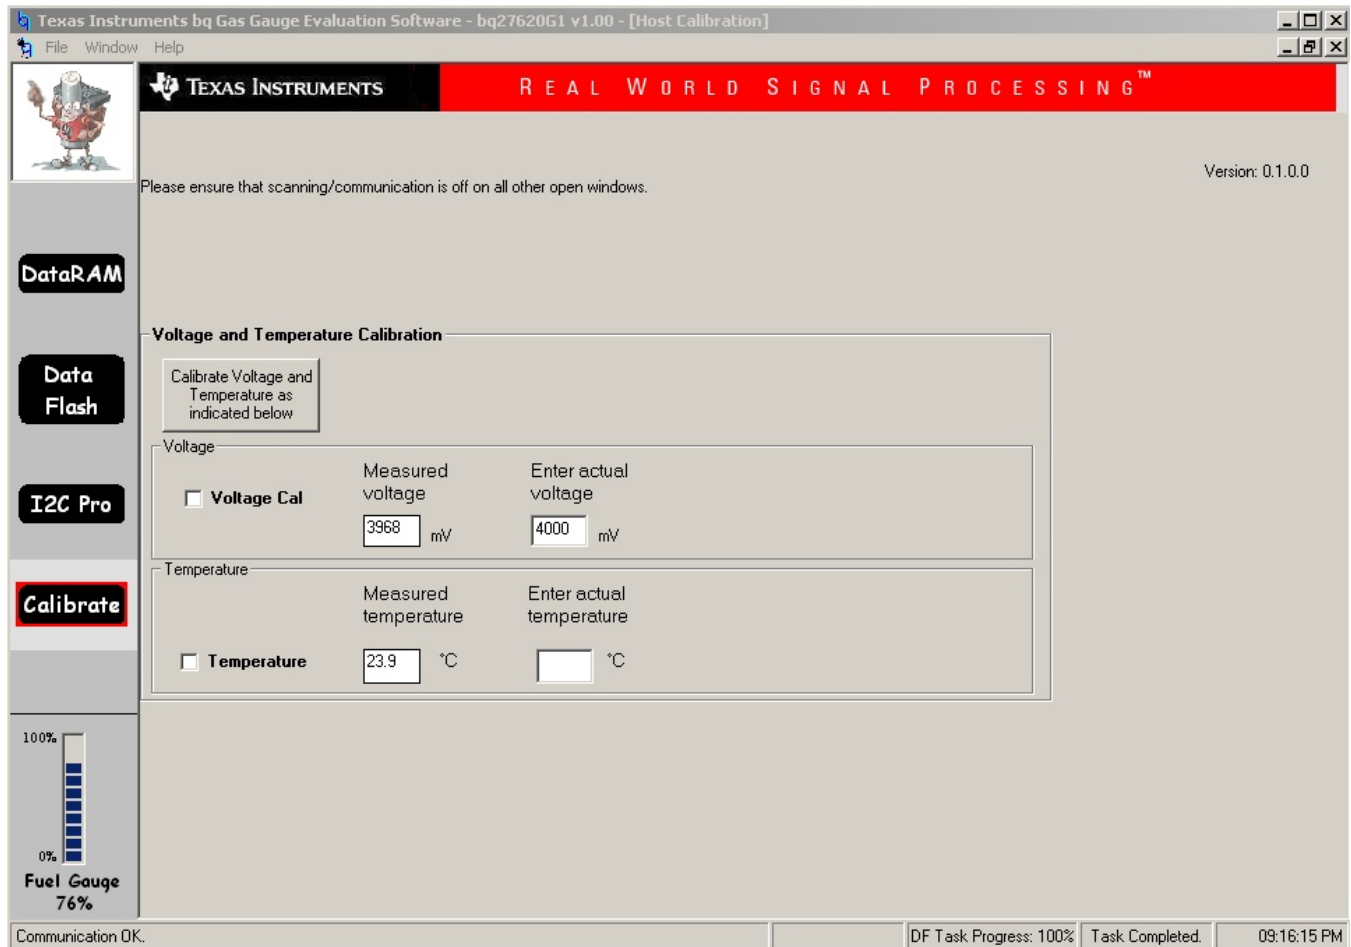 Texas Instruments bq Gas Gauge Evaluation Software - bq27620G1 v1.00 - [Host Calibration]
File Window Help
TEXAS INSTRUMENTS
REAL WORLD SIGNAL PROCESSING™
Version: 0.1.0.0
Please ensure that scanning/communication is off on all other open windows.
DataRAM
Data
Flash
I2C Pro
Calibrate
Voltage and Temperature Calibration
Calibrate Voltage and
Temperature as
indicated below
Voltage
Voltage Cal
Measured
voltage
3968 mV
Enter actual
voltage
4000 mV
Temperature
Temperature
Measured
temperature
23.9 °C
Enter actual
temperature
°C
100%
0%
Fuel Gauge
76%
Communication OK.
DF Task Progress: 100%
Task Completed.
09:16:15 PM